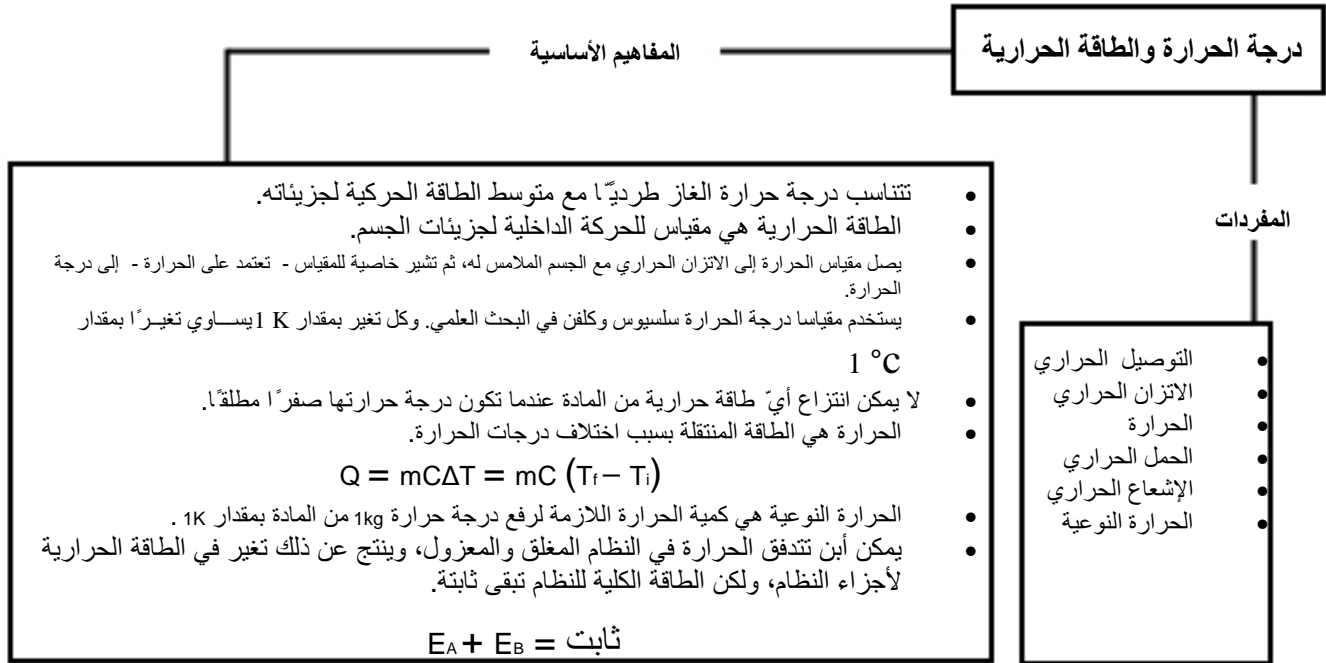 درجة الحرارة والطاقة الحرارية
المفاهيم الأساسية
تتناسب درجة حرارة الغاز طرديًّا مع متوسط الطاقة الحركية لجزيئاته.
الطاقة الحرارية هي مقياس للحركة الداخلية لجزيئات الجسم.
يصل مقياس الحرارة إلى الاتزان الحراري مع الجسم الملامس له، ثم تشير خاصية للمقياس - تعتمد على الحرارة - إلى درجة
الحرارة.
يستخدم مقياسا درجة الحرارة سلسيوس وكلفن في البحث العلمي. وكل تغير بمقدار 1 K يســـاوي تغيــرًا بمقدار
1 °C
لا يمكن انتزاع أيّ طاقة حرارية من المادة عندما تكون درجة حرارتها صفرًا مطلقًا.
الحرارة هي الطاقة المنتقلة بسبب اختلاف درجات الحرارة.
Q = mCΔT = mC (Tf – Ti)
الحرارة النوعية هي كمية الحرارة اللازمة لرفع درجة حرارة 1kg من المادة بمقدار 1K .
يمكن أبن تتدفق الحرارة في النظام المغلق والمعزول، وينتج عن ذلك تغير في الطاقة الحرارية
لأجزاء النظام، ولكن الطاقة الكلية للنظام تبقى ثابتة.
EA + EB = ثابت
المفردات
التوصيل الحراري
الاتزان الحراري
الحرارة
الحمل الحراري
الإشعاع الحراري
الحرارة النوعية